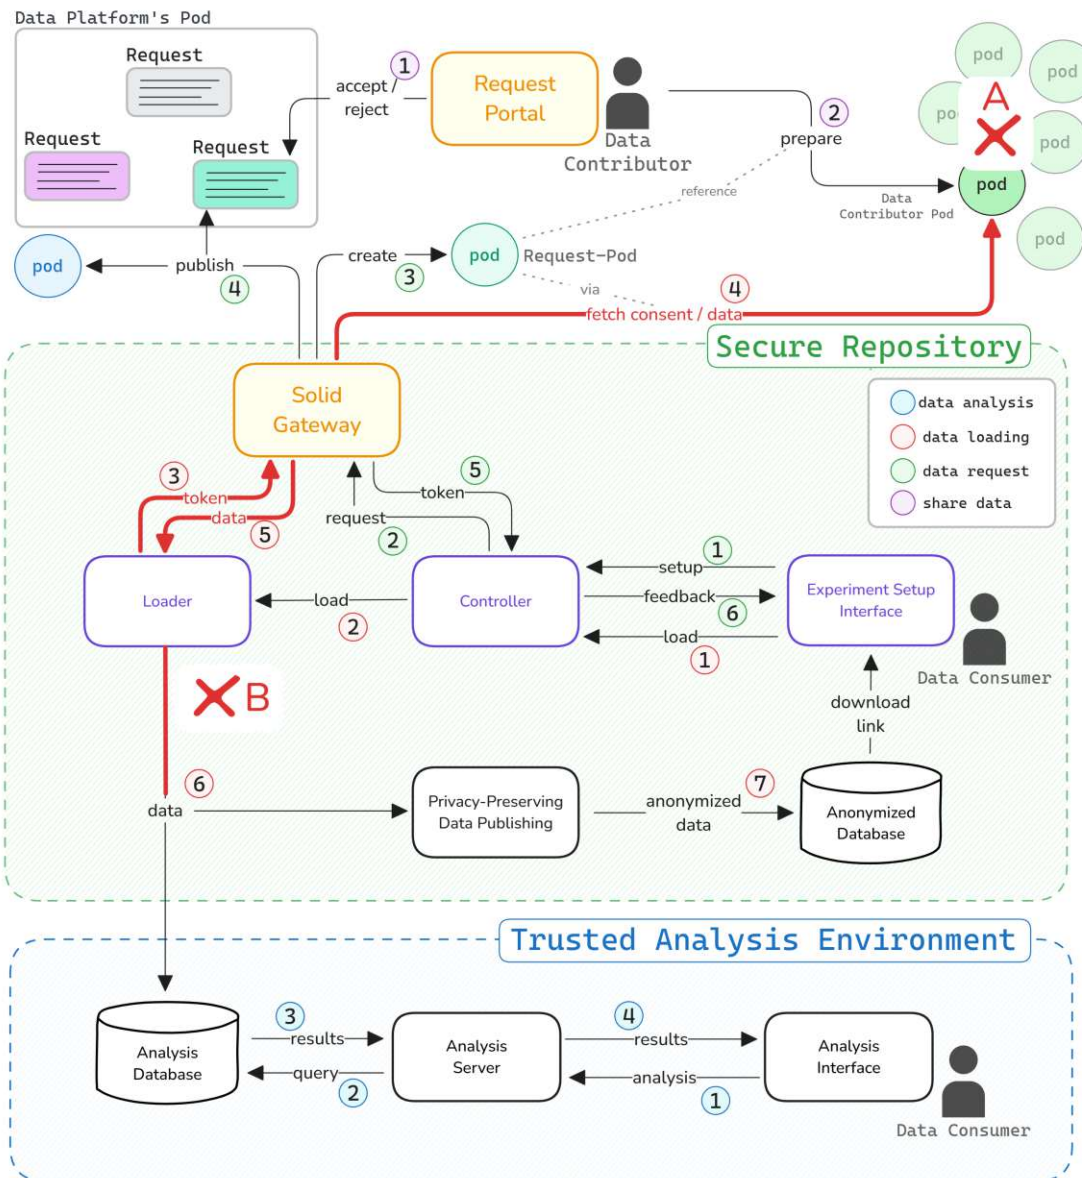 Data Platform's Pod
Request
Request
Request
accept /
reject
1
Request
Portal
Data
Contributor
2
prepare
reference
Data
Contributor Pod
pod
pod
pod
A
pod
pod
pod
pod
publish
4
create
3
pod
Request-Pod
via
4
fetch consent / data
Secure Repository
Solid
Gateway
data analysis
data loading
data request
share data
3
token
data
5
5
token
request
2
Loader
load
2
Controller
setup
1
feedback
6
load
1
Experiment Setup
Interface
Data Consumer
B
download
link
6
data
Privacy-Preserving
Data Publishing
anonymized
data
7
Anonymized
Database
Trusted Analysis Environment
Analysis
Database
3
results
query
2
Analysis
Server
4
results
analysis
1
Analysis
Interface
Data Consumer